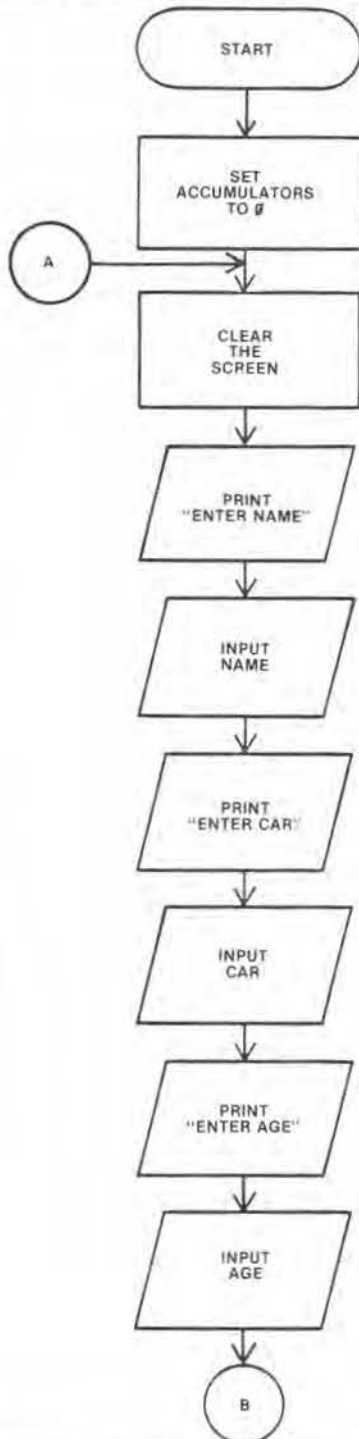 START
SET
ACCUMULATORS
TO 0
A
CLEAR
THE
SCREEN
PRINT
"ENTER NAME"
INPUT
NAME
PRINT
"ENTER CAR"
INPUT
CAR
PRINT
"ENTER AGE"
INPUT
AGE
B